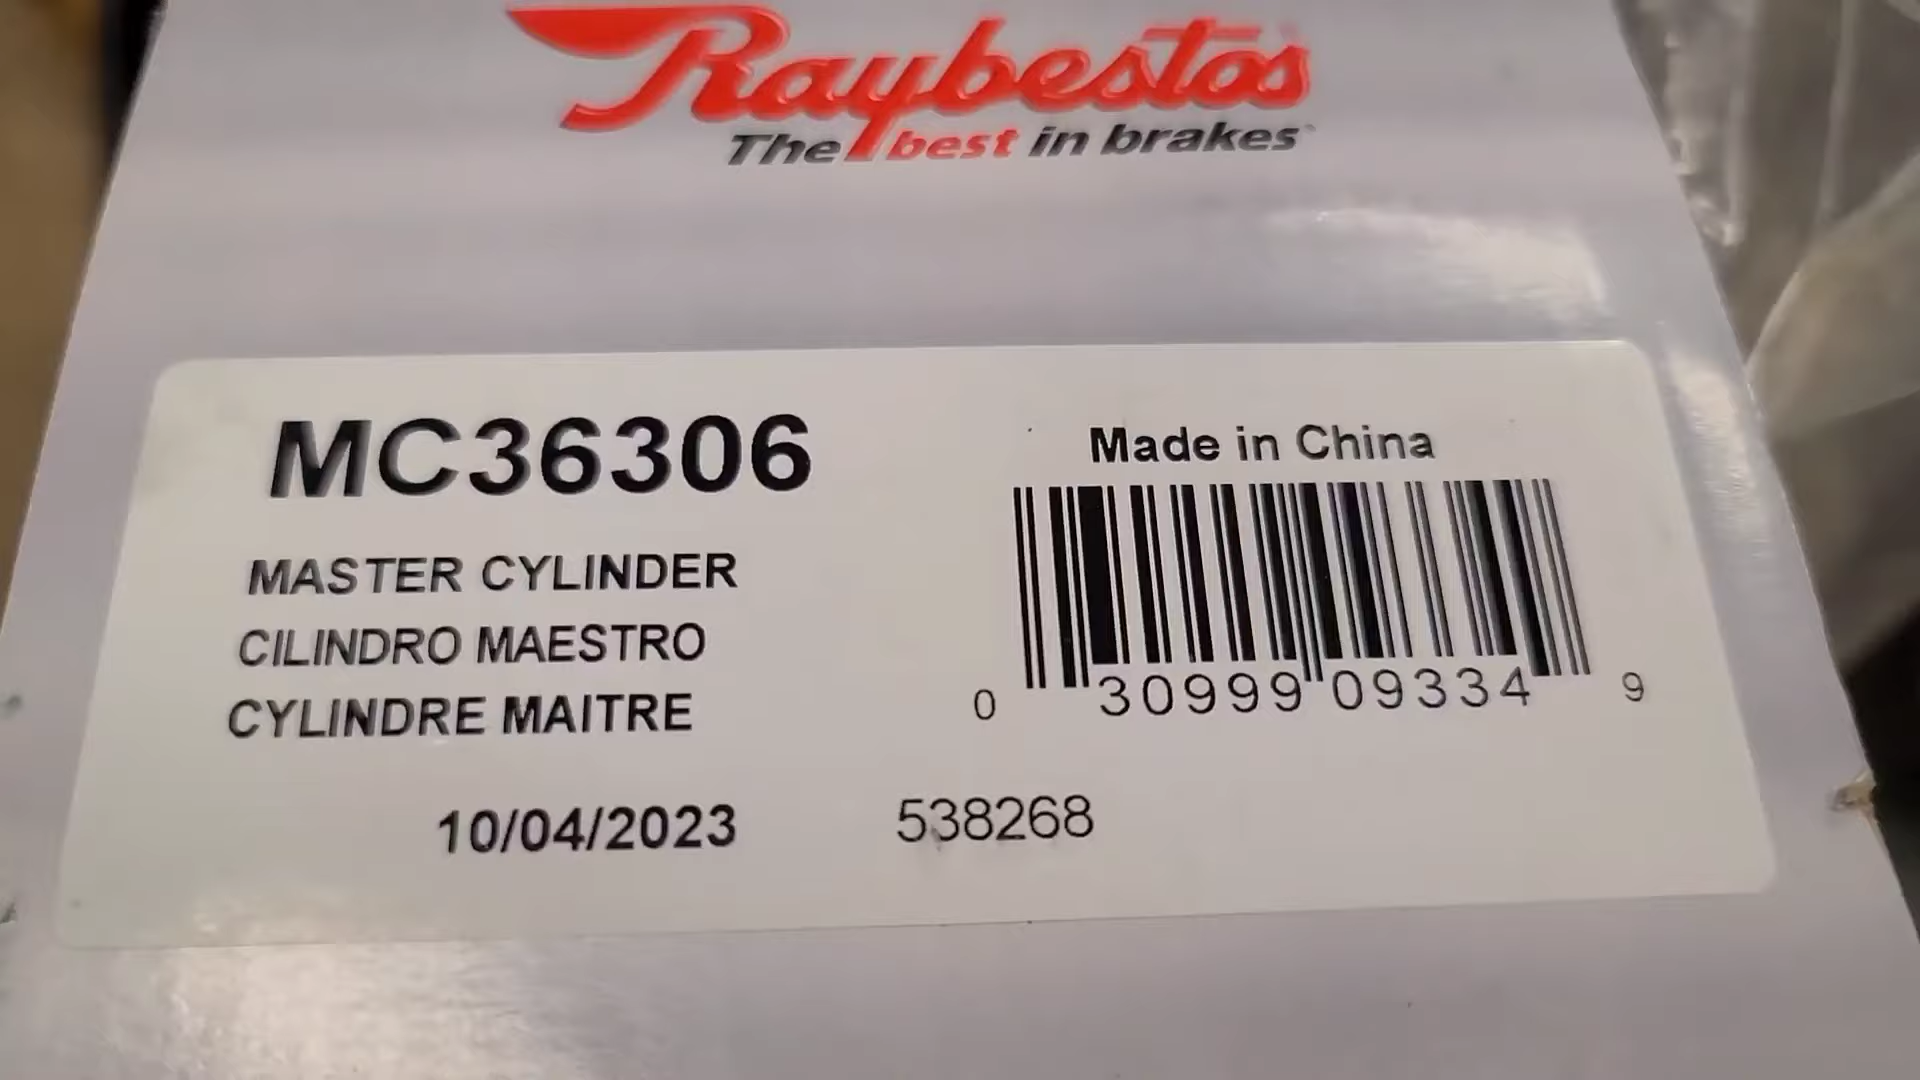 Raybestos
The best in brakes
MC36306
Made in China
MASTER CYLINDER
CILINDRO MAESTRO
CYLINDRE MAITRE
0 30999 09334 9
10/04/2023 538268